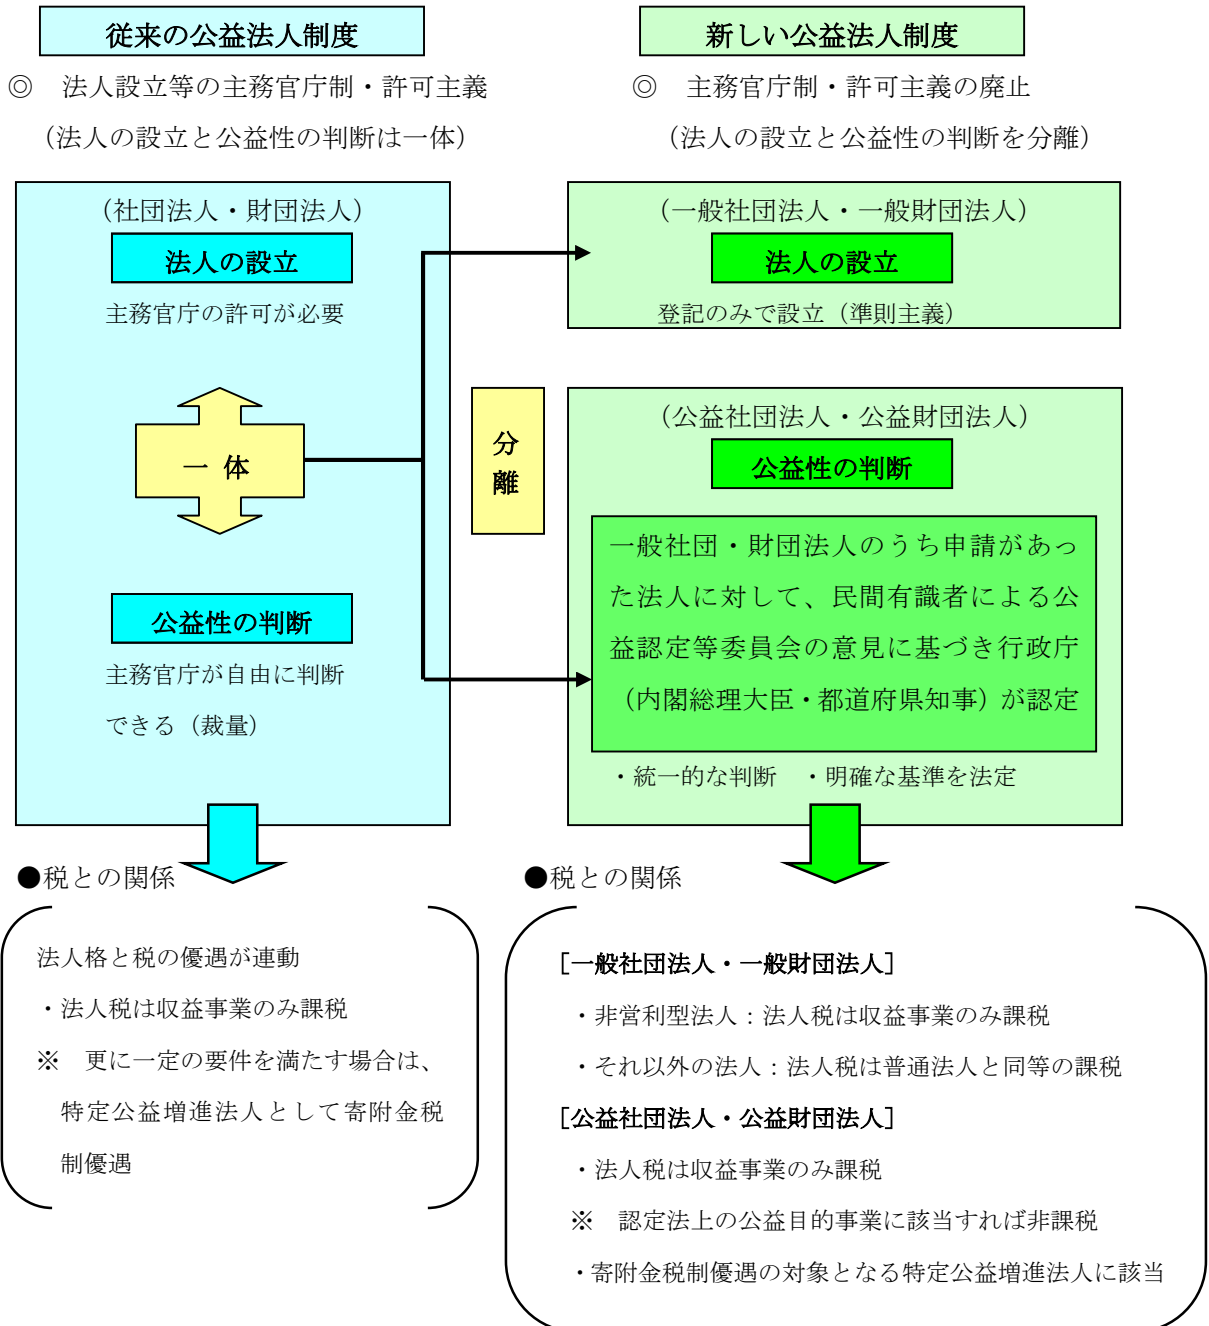 従来の公益法人制度
◎　法人設立等の主務官庁制・許可主義
（法人の設立と公益性の判断は一体）
（社団法人・財団法人）
法人の設立
主務官庁の許可が必要
一 体
公益性の判断
主務官庁が自由に判断
できる（裁量）
●税との関係
法人格と税の優遇が連動
・法人税は収益事業のみ課税
※　更に一定の要件を満たす場合は、
特定公益増進法人として寄附金税
制優遇
分
離
新しい公益法人制度
◎　主務官庁制・許可主義の廃止
（法人の設立と公益性の判断を分離）
（一般社団法人・一般財団法人）
法人の設立
登記のみで設立（準則主義）
（公益社団法人・公益財団法人）
公益性の判断
一般社団・財団法人のうち申請があっ
た法人に対して、民間有識者による公
益認定等委員会の意見に基づき行政庁
（内閣総理大臣・都道府県知事）が認定
・統一的な判断　・明確な基準を法定
●税との関係
［一般社団法人・一般財団法人］
・非営利型法人：法人税は収益事業のみ課税
・それ以外の法人：法人税は普通法人と同等の課税
［公益社団法人・公益財団法人］
・法人税は収益事業のみ課税
※　認定法上の公益目的事業に該当すれば非課税
・寄附金税制優遇の対象となる特定公益増進法人に該当